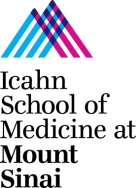 Icahn
School of
Medicine at
Mount
Sinai